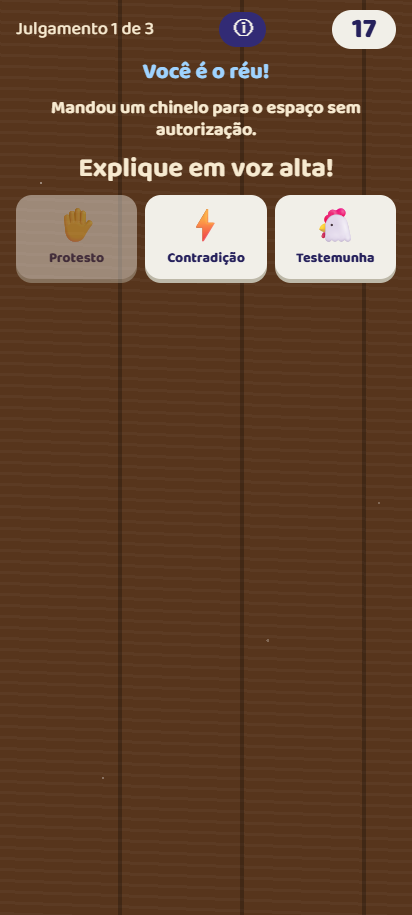 Julgamento 1 de 3
17
Você é o réu!
Mandou um chinelo para o espaço sem
autorização.
Explique em voz alta!
Protesto
Contradição
Testemunha